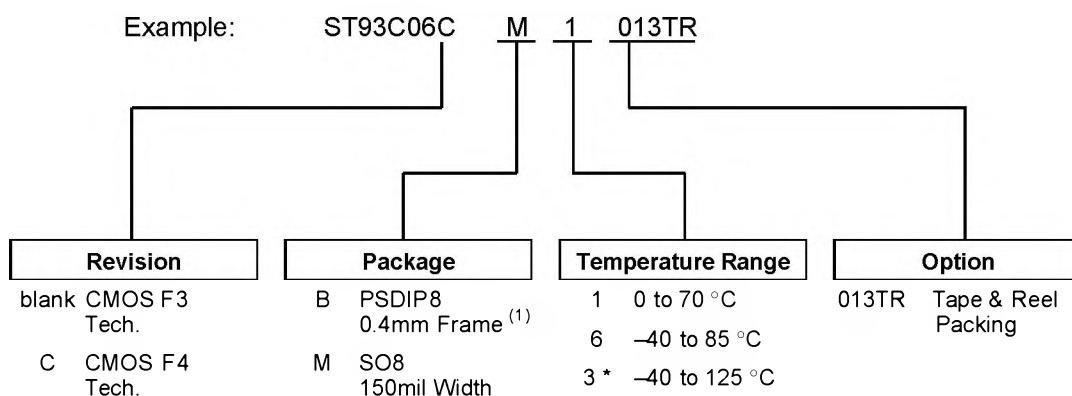 Example: ST93C06C M 1 013TR
Revision
blank CMOS F3
Tech.
C CMOS F4
Tech.
Package
B PSDIP8
0.4mm Frame (1)
M SO8
150mil Width
Temperature Range
1 0 to 70 °C
6 –40 to 85 °C
3 * –40 to 125 °C
Option
013TR Tape & Reel
Packing